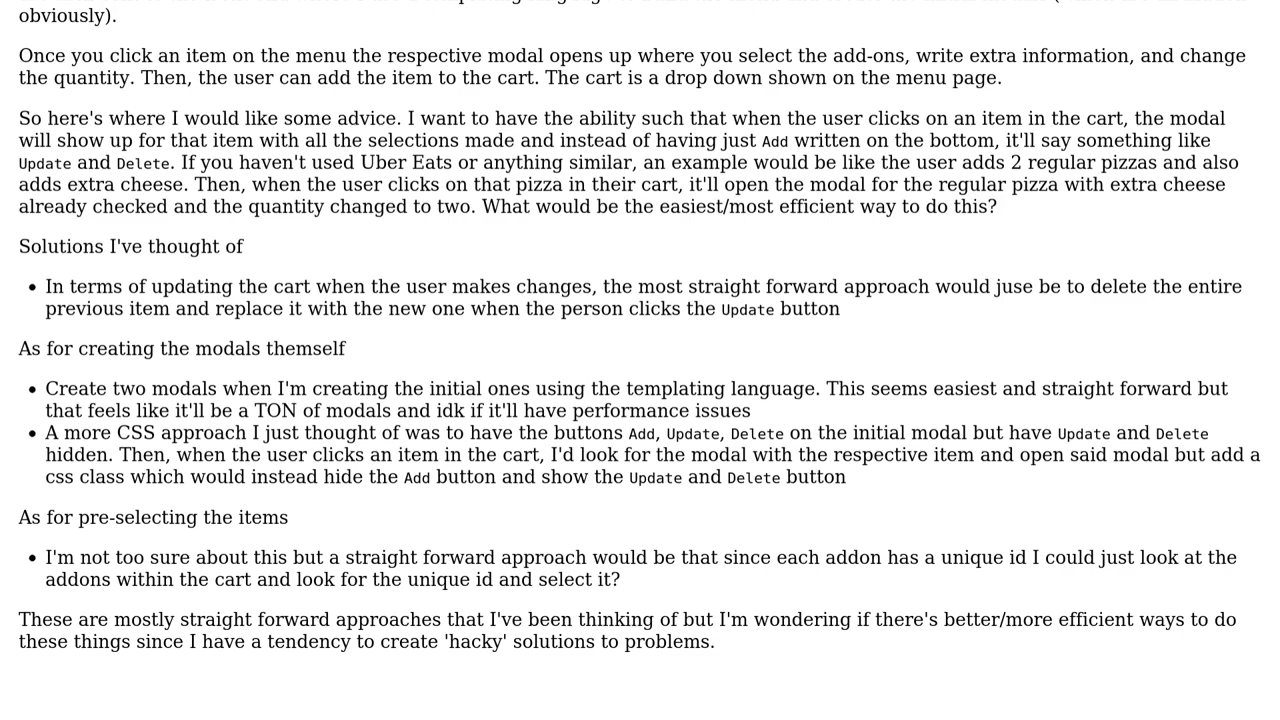 obviously).
Once you click an item on the menu the respective modal opens up where you select the add-ons, write extra information, and change
the quantity. Then, the user can add the item to the cart. The cart is a drop down shown on the menu page.
So here's where I would like some advice. I want to have the ability such that when the user clicks on an item in the cart, the modal
will show up for that item with all the selections made and instead of having just Add written on the bottom, it'll say something like
Update and Delete. If you haven't used Uber Eats or anything similar, an example would be like the user adds 2 regular pizzas and also
adds extra cheese. Then, when the user clicks on that pizza in their cart, it'll open the modal for the regular pizza with extra cheese
already checked and the quantity changed to two. What would be the easiest/most efficient way to do this?
Solutions I've thought of
• In terms of updating the cart when the user makes changes, the most straight forward approach would juse be to delete the entire
previous item and replace it with the new one when the person clicks the Update button
As for creating the modals themself
• Create two modals when I'm creating the initial ones using the templating language. This seems easiest and straight forward but
that feels like it'll be a TON of modals and idk if it'll have performance issues
• A more CSS approach I just thought of was to have the buttons Add, Update, Delete on the initial modal but have Update and Delete
hidden. Then, when the user clicks an item in the cart, I'd look for the modal with the respective item and open said modal but add a
css class which would instead hide the Add button and show the Update and Delete button
As for pre-selecting the items
• I'm not too sure about this but a straight forward approach would be that since each addon has a unique id I could just look at the
addons within the cart and look for the unique id and select it?
These are mostly straight forward approaches that I've been thinking of but I'm wondering if there's better/more efficient ways to do
these things since I have a tendency to create 'hacky' solutions to problems.